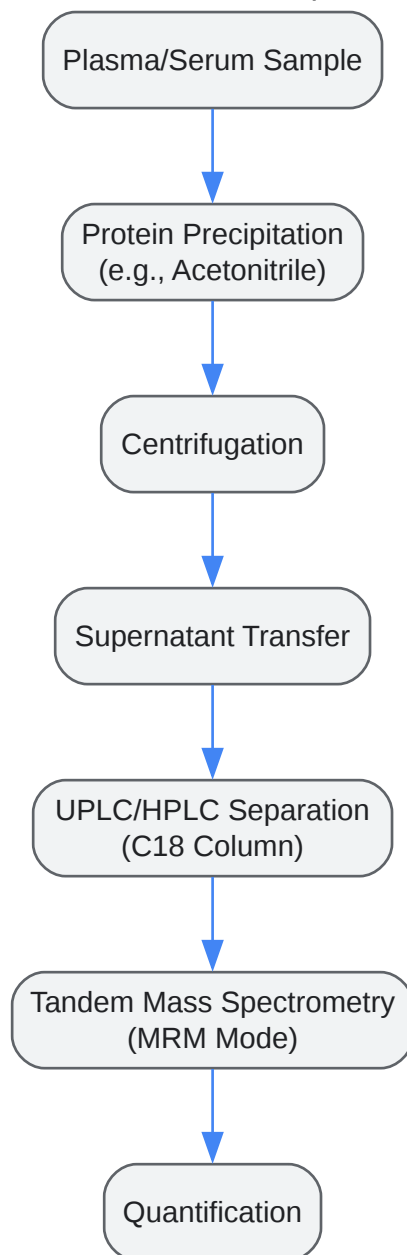 Plasma/Serum Sample
Protein Precipitation
(e.g., Acetonitrile)
Centrifugation
Supernatant Transfer
UPLC/HPLC Separation
(C18 Column)
Tandem Mass Spectrometry
(MRM Mode)
Quantification